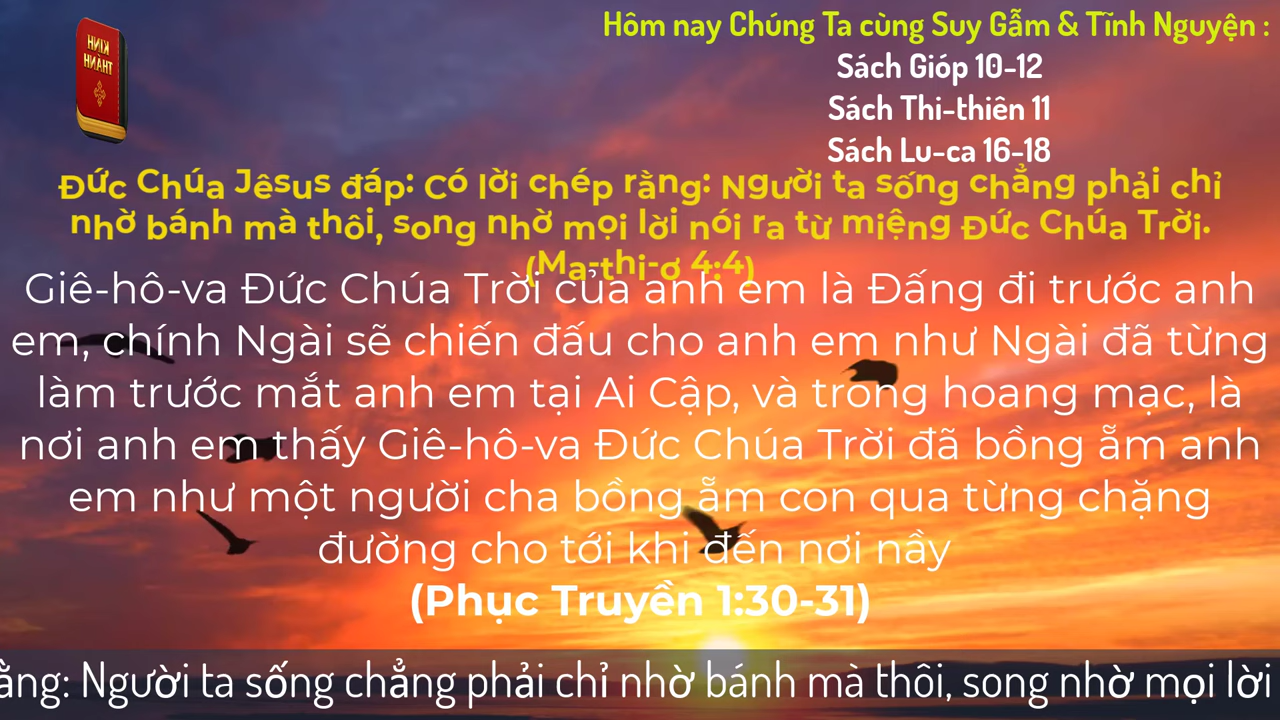 KINH
THÁNH
Hôm nay Chúng Ta cùng Suy Gẫm & Tĩnh Nguyện :
Sách Gióp 10-12
Sách Thi-thiên 11
Sách Lu-ca 16-18
Đức Chúa Jêsus đáp: Có lời chép rằng: Người ta sống chẳng phải chỉ
nhờ bánh mà thôi, song nhờ mọi lời nói ra từ miệng Đức Chúa Trời.
(Ma-thi-ơ 4:4)
Giê-hô-va Đức Chúa Trời của anh em là Đấng đi trước anh
em, chính Ngài sẽ chiến đấu cho anh em như Ngài đã từng
làm trước mắt anh em tại Ai Cập, và trong hoang mạc, là
nơi anh em thấy Giê-hô-va Đức Chúa Trời đã bồng ẵm anh
em như một người cha bồng ẵm con qua từng chặng
đường cho tới khi đến nơi nầy
(Phục Truyền 1:30-31)
ằng: Người ta sống chẳng phải chỉ nhờ bánh mà thôi, song nhờ mọi lời